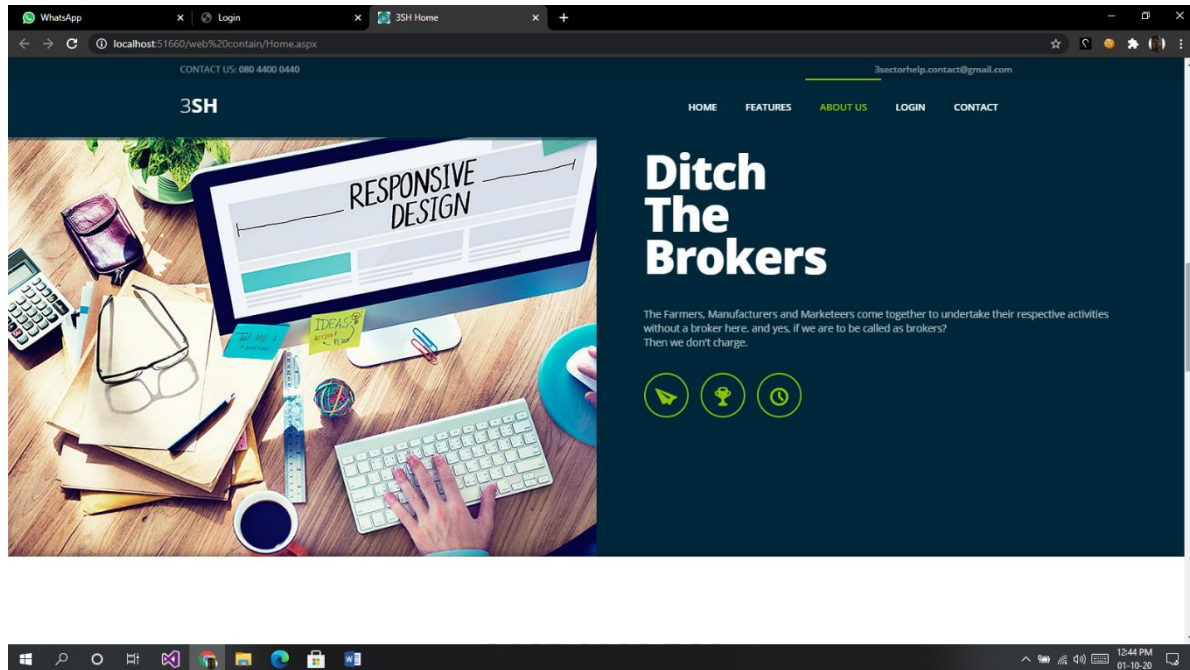 WhatsApp
Login
3SH Home
localhost:51660/web%20contain/Home.aspx
CONTACT US: 080 4400 0440
3sectorhelp.contact@gmail.com
3SH
HOME FEATURES ABOUT US LOGIN CONTACT
RESPONSIVE
DESIGN
IDEAS
Ditch
The
Brokers
The Farmers, Manufacturers and Marketeers come together to undertake their respective activities
without a broker here. and yes, if we are to be called as brokers?
Then we don't charge.
12:44 PM
01-10-20